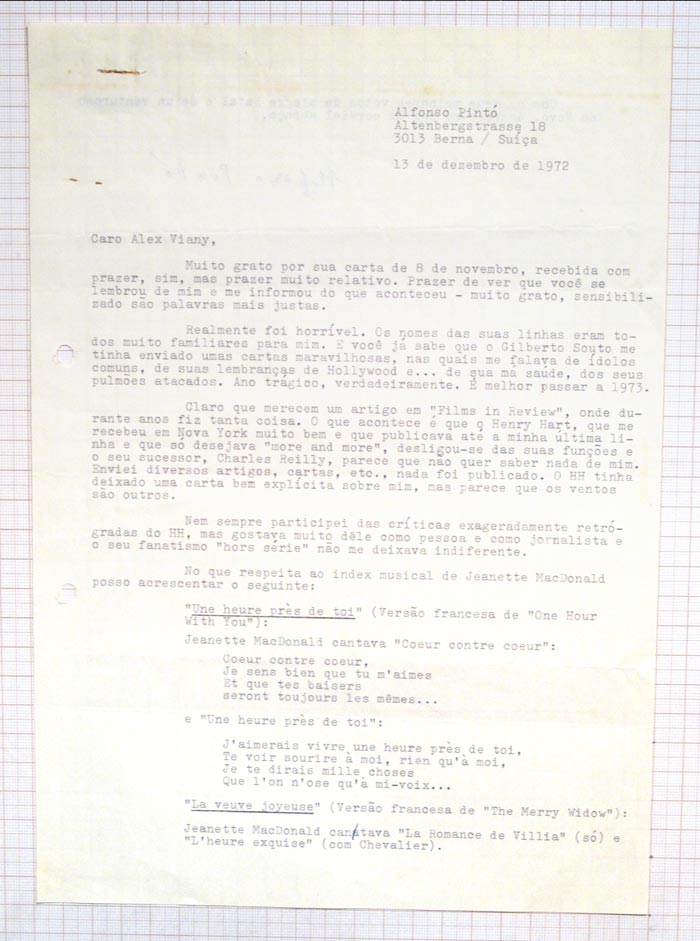 Alfonso Pintó
Altenbergstrasse 18
3013 Berna / Suíça
13 de dezembro de 1972
Caro Alex Viany,
Muito grato por sua carta de 8 de novembro, recebida com
prazer, sim, mas prazer muito relativo. Prazer de ver que você se
lembrou de mim e me informou do que aconteceu - muito grato, sensibili-
zado são palavras mais justas.
Realmente foi horrível. Os nomes das suas linhas eram to-
dos muito familiares para mim. E você já sabe que o Gilberto Souto me
tinha enviado umas cartas maravilhosas, nas quais me falava de ídolos
comuns, de suas lembranças de Hollywood e... de sua má saúde, dos seus
pulmões atacados. Ano trágico, verdadeiramente. É melhor passar a 1973.
Claro que merecem um artigo em "Films in Review", onde du-
rante anos fiz tanta coisa. O que acontece é que o Henry Hart, que me
recebeu em Nova York muito bem e que publicava até a minha última li-
nha e que só desejava "more and more", desligou-se das suas funções e
o seu sucessor, Charles Reilly, parece que não quer saber nada de mim.
Enviei diversos artigos, cartas, etc., nada foi publicado. O HH tinha
deixado uma carta bem explícita sobre mim, mas parece que os ventos
são outros.
Nem sempre participei das críticas exageradamente retró-
gradas do HH, mas gostava muito dêle como pessoa e como jornalista e
o seu fanatismo "hors série" não me deixava indiferente.
No que respeita ao index musical de Jeanette MacDonald
posso acrescentar o seguinte:
"Une heure près de toi" (Versão francesa de "One Hour
With You"):
Jeanette MacDonald cantava "Coeur contre coeur":
Coeur contre coeur,
Je sens bien que tu m'aimes
Et que tes baisers
seront toujours les mêmes...
e "Une heure près de toi":
J'aimerais vivre une heure près de toi,
Te voir sourire à moi, rien qu'à moi,
Je te dirais mille choses
Que l'on n'ose qu'à mi-voix...
"La veuve joyeuse" (Versão francesa de "The Merry Widow"):
Jeanette MacDonald cantava "La Romance de Villia" (só) e
"L'heure exquise" (com Chevalier).